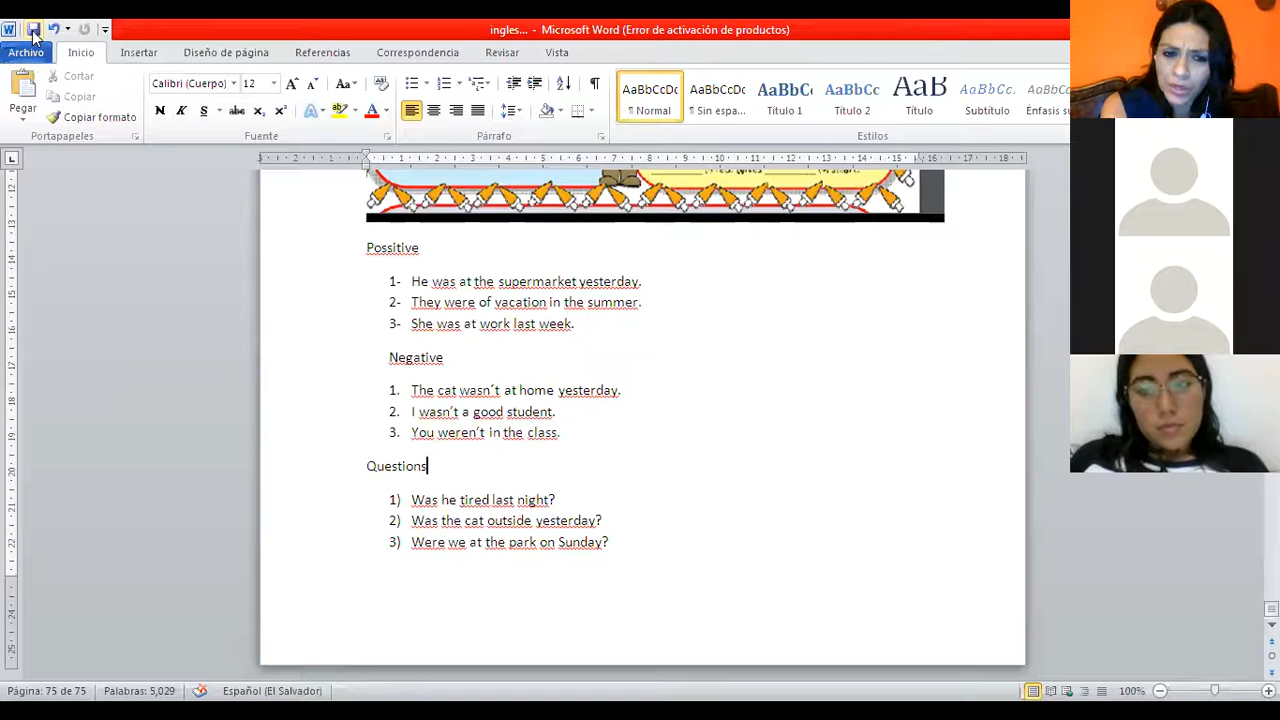 ingles... - Microsoft Word (Error de activación de productos)
Archivo Inicio Insertar Diseño de página Referencias Correspondencia Revisar Vista
Pegar
Cortar
Copiar
Copiar formato
Portapapeles
Calibri (Cuerpo) 12
N K S abc
Fuente
Párrafo
AaBbCcDc AaBbCcDc AaBbCc AaBbCc AaB AaBbCc. AaBbCc
¶ Normal ¶ Sin espa... Título 1 Título 2 Título Subtítulo Énfasis su
Estilos
Possitive
1- He was at the supermarket yesterday.
2- They were of vacation in the summer.
3- She was at work last week.
Negative
1. The cat wasn´t at home yesterday.
2. I wasn't a good student.
3. You weren't in the class.
Questions
1) Was he tired last night?
2) Was the cat outside yesterday?
3) Were we at the park on Sunday?
Página: 75 de 75 Palabras: 5,029 Español (El Salvador) 100%